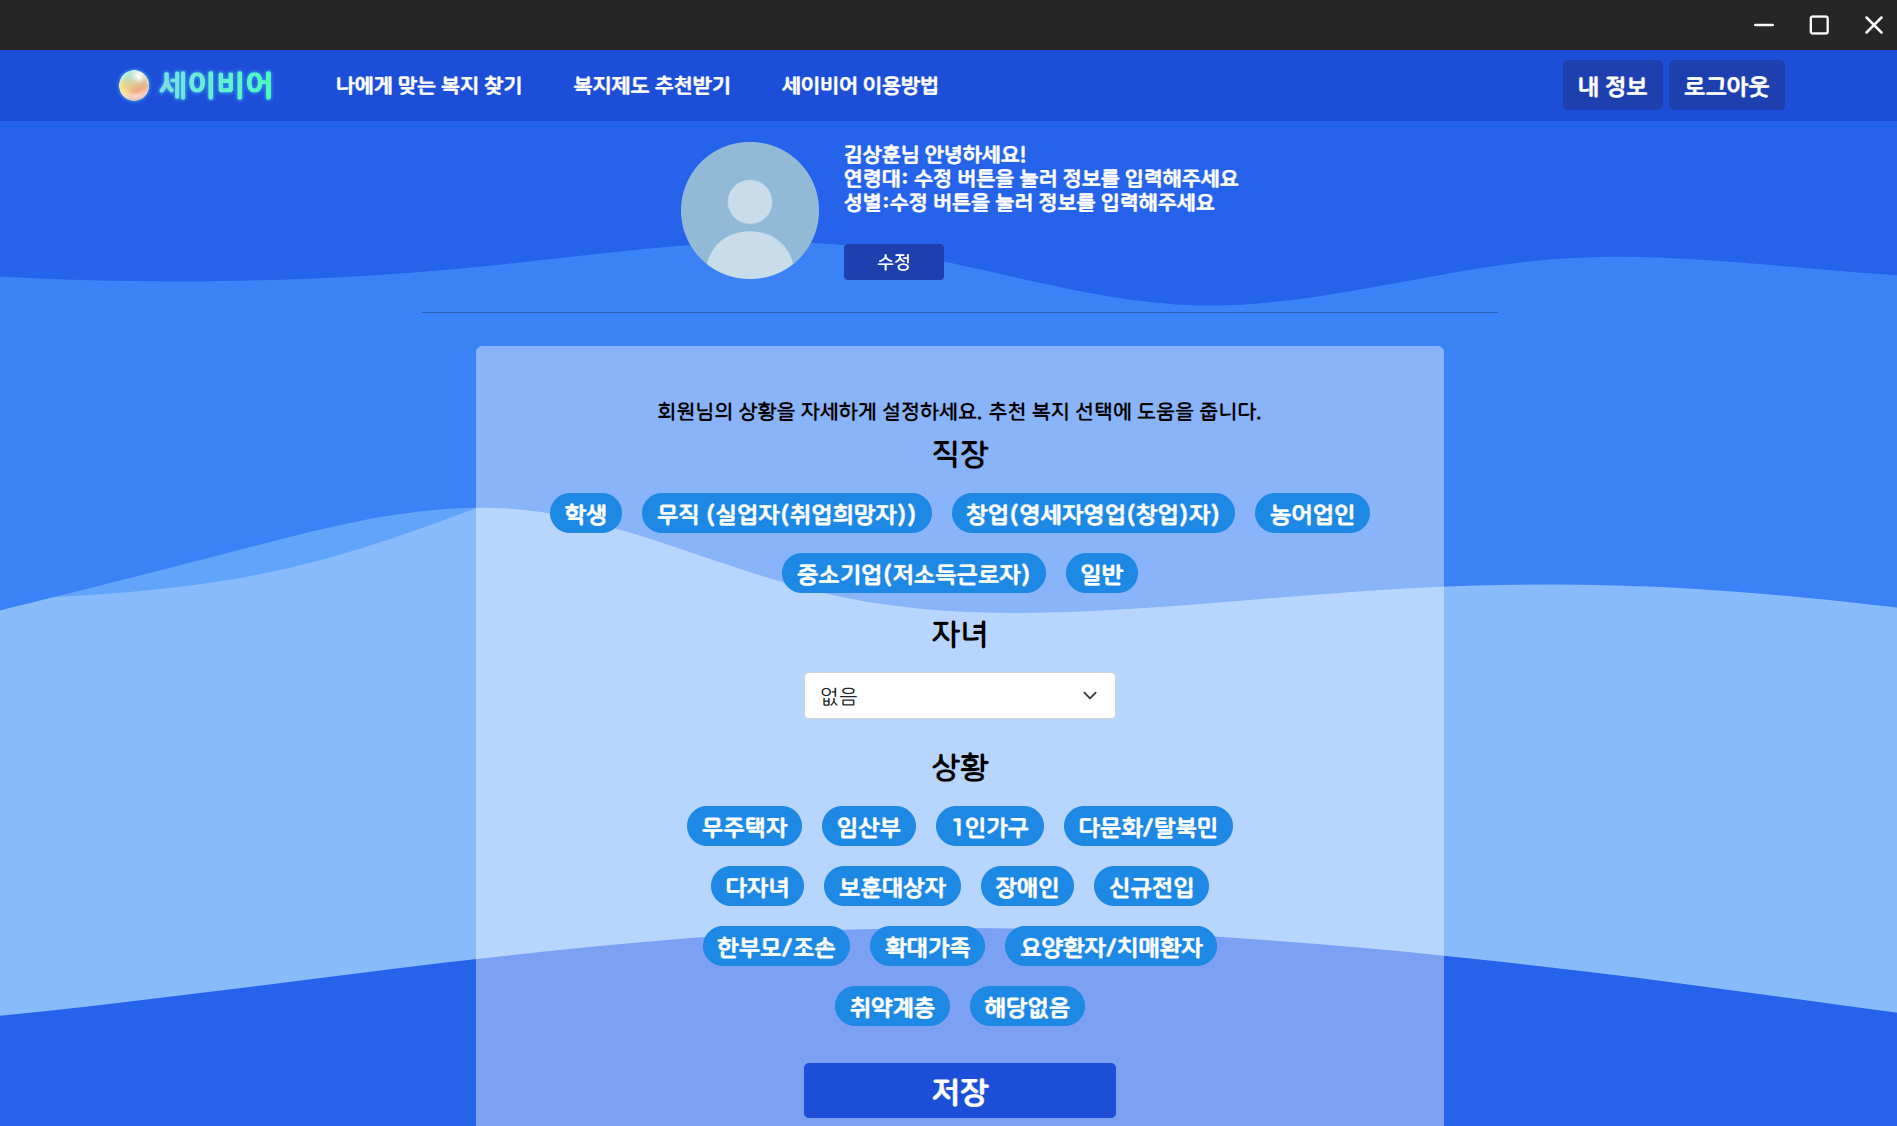 세이비어 나에게 맞는 복지 찾기 복지제도 추천받기 세이비어 이용방법 내 정보 로그아웃
김상훈님 안녕하세요!
연령대: 수정 버튼을 눌러 정보를 입력해주세요
성별:수정 버튼을 눌러 정보를 입력해주세요
수정
회원님의 상황을 자세하게 설정하세요. 추천 복지 선택에 도움을 줍니다.
직장
학생 무직 (실업자(취업희망자)) 창업(영세자영업(창업)자) 농어업인
중소기업(저소득근로자) 일반
자녀
없음
상황
무주택자 임산부 1인가구 다문화/탈북민
다자녀 보훈대상자 장애인 신규전입
한부모/조손 확대가족 요양환자/치매환자
취약계층 해당없음
저장